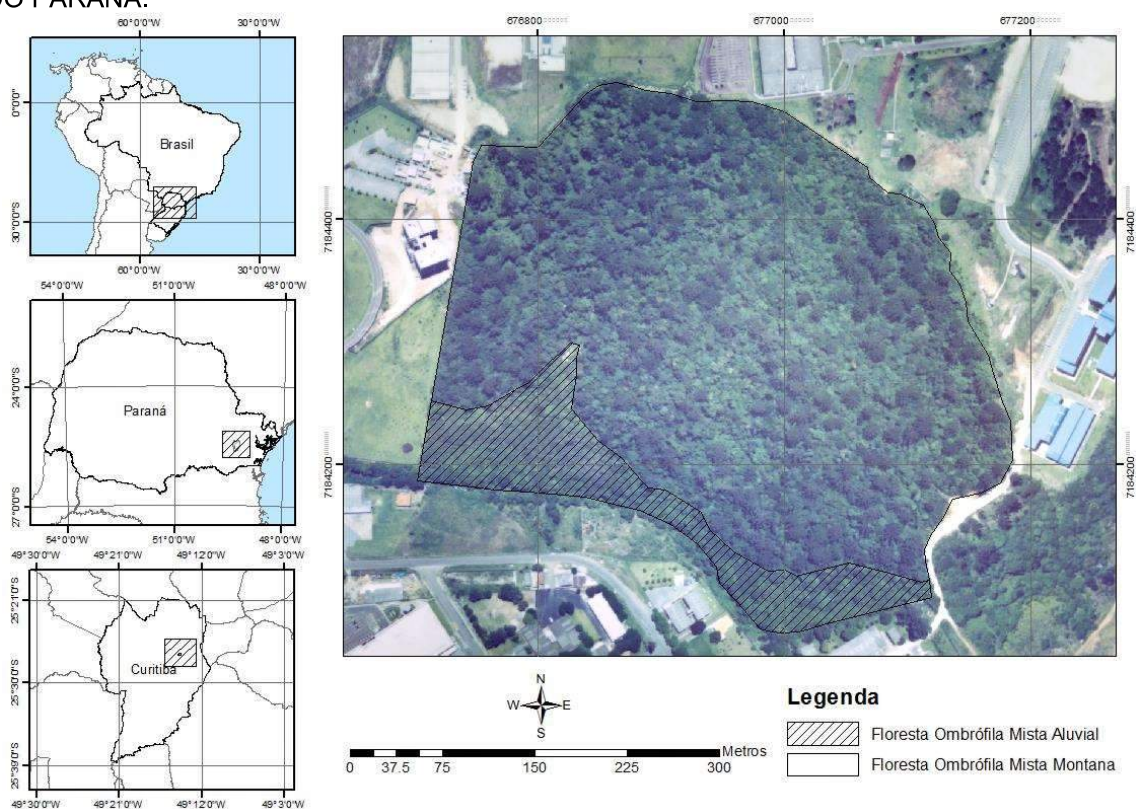 DO PARANÁ.
60°0'0"W 30°0'0"W
0°0'0"
Brasil
30°0'0"S
60°0'0"W 30°0'0"W
54°0'0"W 51°0'0"W 48°0'0"W
24°0'0"S
Paraná
27°0'0"S
54°0'0"W 51°0'0"W 48°0'0"W
49°30'0"W 49°21'0"W 49°12'0"W 49°3'0"W
25°21'0"S
Curitiba
25°30'0"S
25°39'0"S
49°30'0"W 49°21'0"W 49°12'0"W 49°3'0"W
676800 677000 677200
7184400 7184400
7184200 7184200
N
W E
S
Metros
0 37.5 75 150 225 300
Legenda
Floresta Ombrófila Mista Aluvial
Floresta Ombrófila Mista Montana